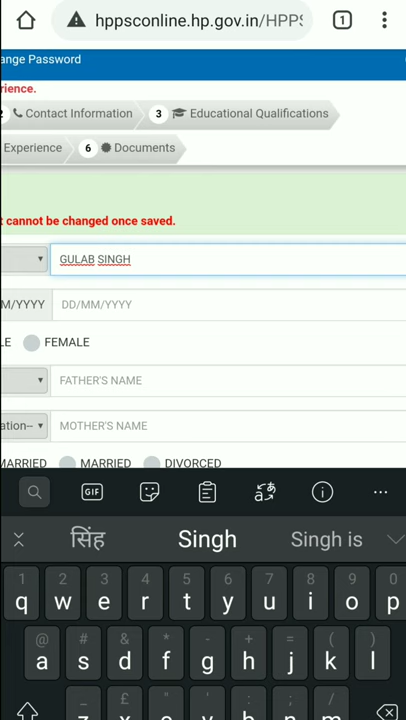 hppsonline.hp.gov.in/HPPS
1
ange Password
rience.
Contact Information 3 Educational Qualifications
Experience 6 Documents
cannot be changed once saved.
GULAB SINGH
M/YYYY DD/MM/YYYY
LE FEMALE
FATHER'S NAME
ation-- MOTHER'S NAME
MARRIED MARRIED DIVORCED
GIF
सिंह Singh Singh is
1 2 3 4 5 6 7 8 9 0
q w e r t y u i o p
@ # & * - + = ( )
a s d f g h j k l
_ £ " ' : ; /
z x c v b n m